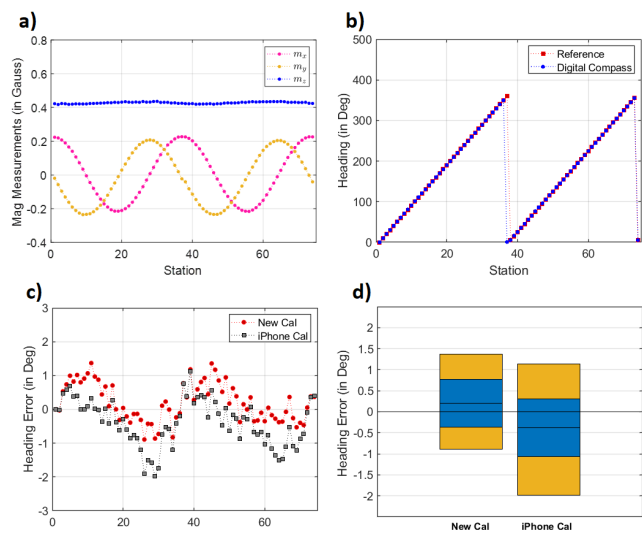 a)
Mag Measurements (in Gauss)
0.8
0.6
0.4
0.2
0
-0.2
-0.4
m_x
m_y
m_z
0
20
40
60
Station
b)
Heading (in Deg)
500
400
300
200
100
0
Reference
Digital Compass
0
20
40
60
Station
c)
Heading Error (in Deg)
3
2
1
0
-1
-2
-3
New Cal
iPhone Cal
0
20
40
60
d)
Heading Error (in Deg)
2
1.5
1
0.5
0
-0.5
-1
-1.5
-2
New Cal
iPhone Cal